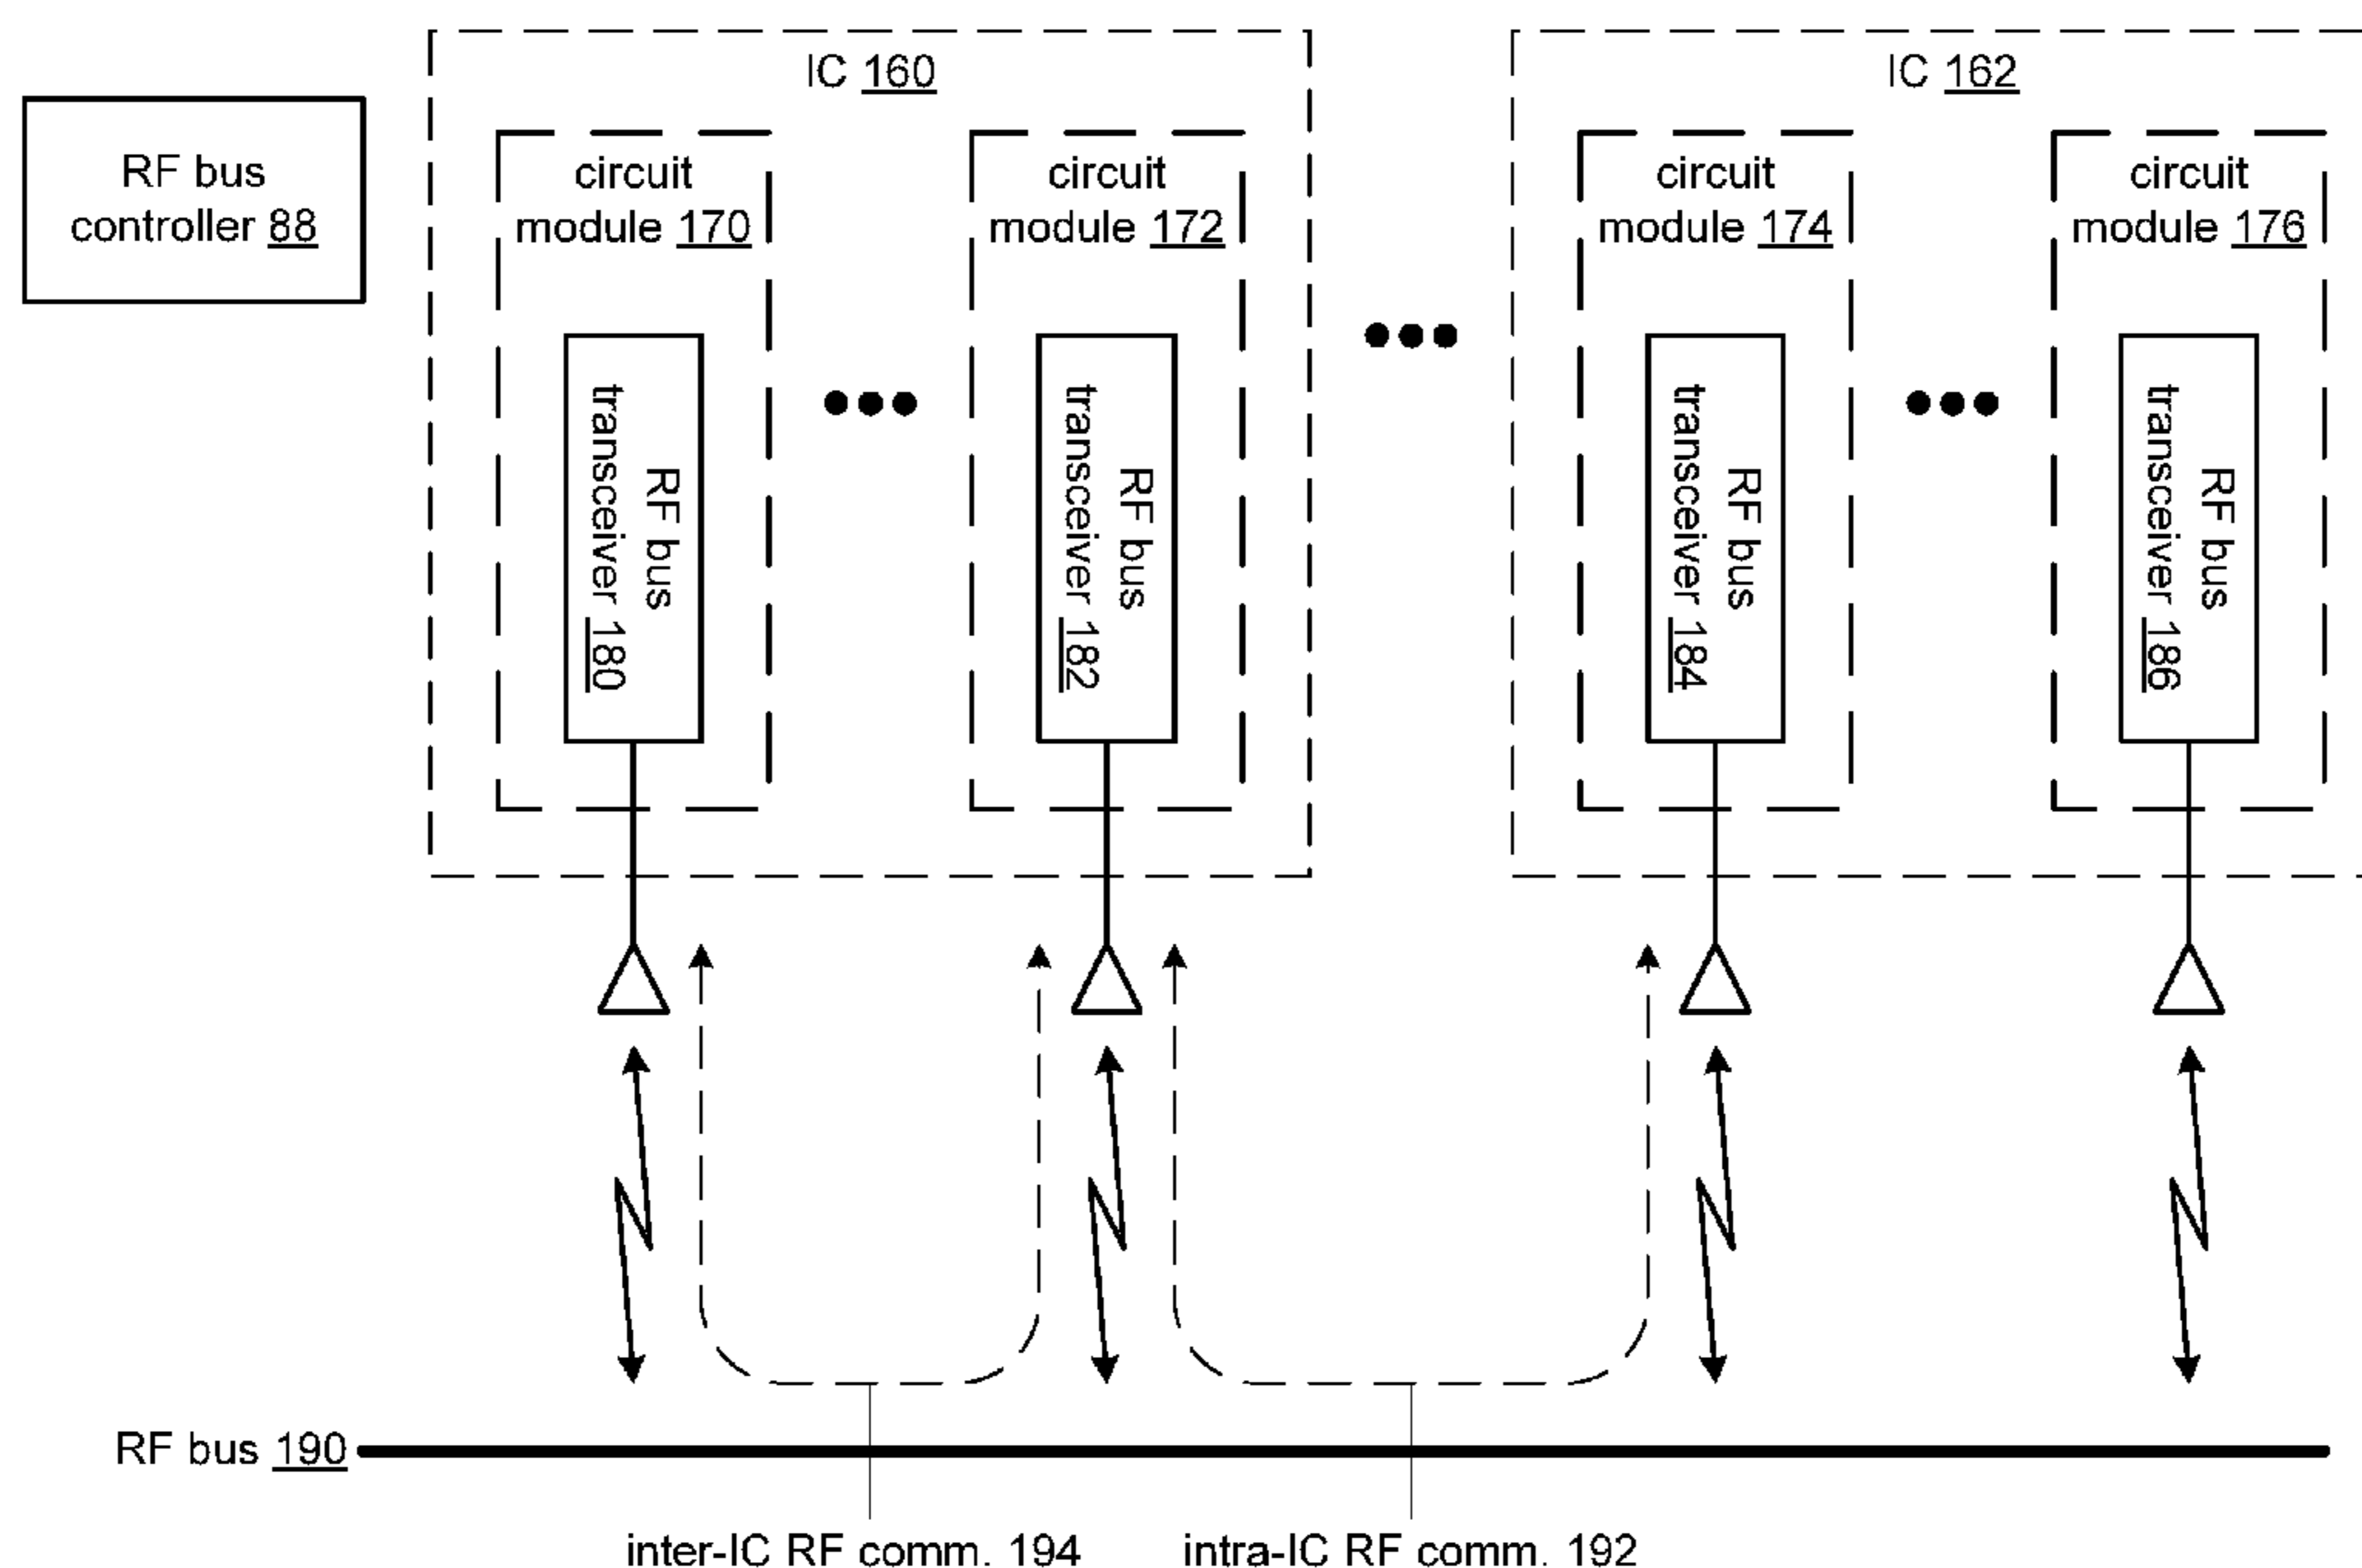 IC 160
IC 162
RF bus
controller 88
circuit
module 170
circuit
module 172
circuit
module 174
circuit
module 176
RF bus
transceiver 180
RF bus
transceiver 182
RF bus
transceiver 184
RF bus
transceiver 186
RF bus 190
inter-IC RF comm. 194
intra-IC RF comm. 192